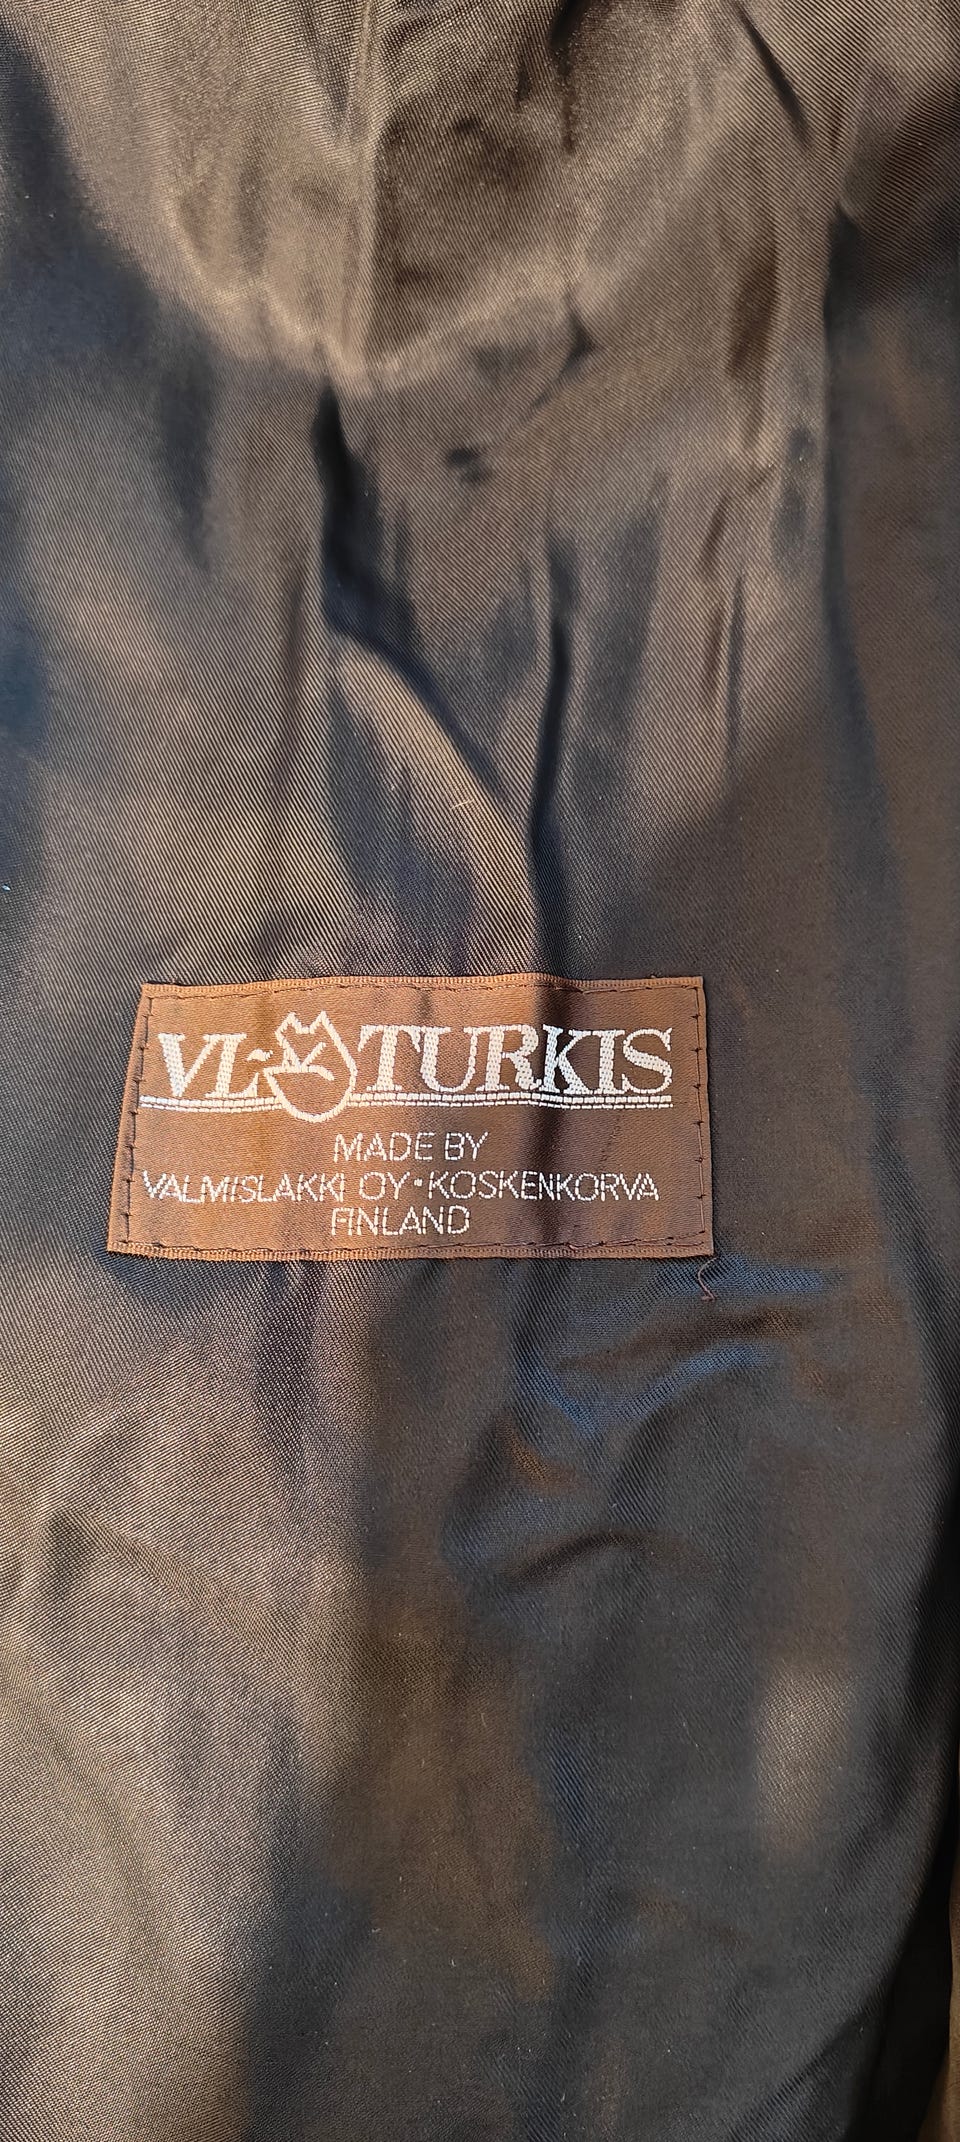 VL-TURKIS
MADE BY
VALMISLAKKI OY·KOSKENKORVA
FINLAND